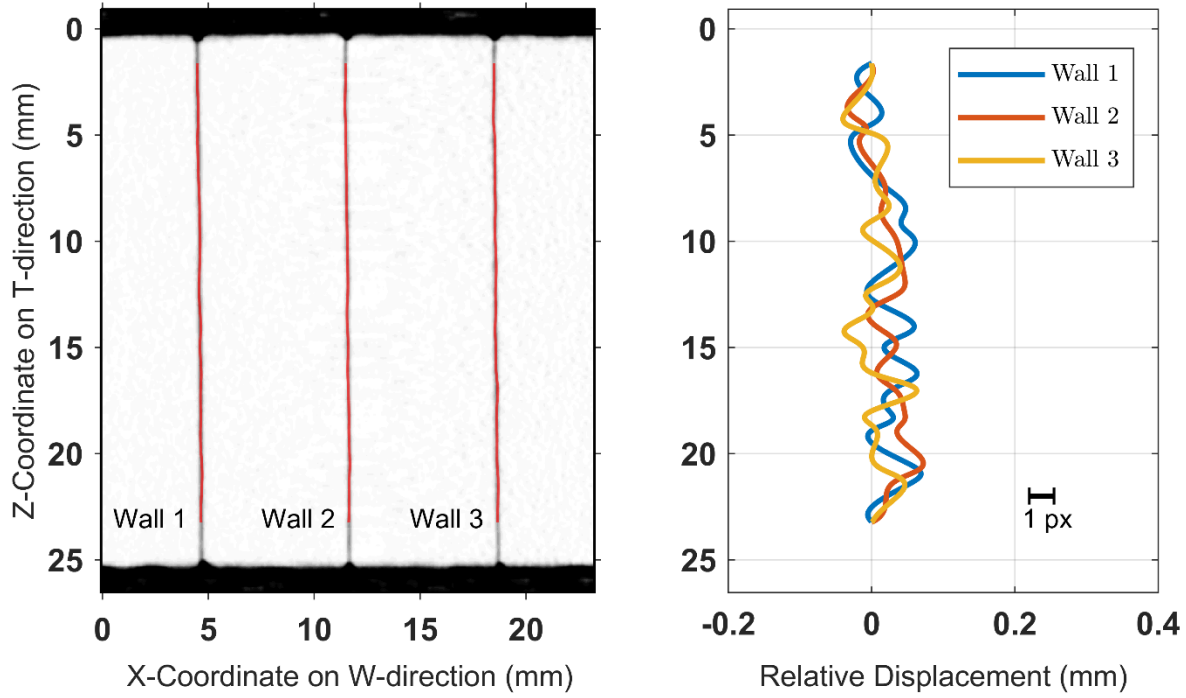 0
5
10
15
20
25
Z-Coordinate on T-direction (mm)
Wall 1
Wall 2
Wall 3
0
5
10
15
20
X-Coordinate on W-direction (mm)
0
5
10
15
20
25
Wall 1
Wall 2
Wall 3
1 px
-0.2
0
0.2
0.4
Relative Displacement (mm)